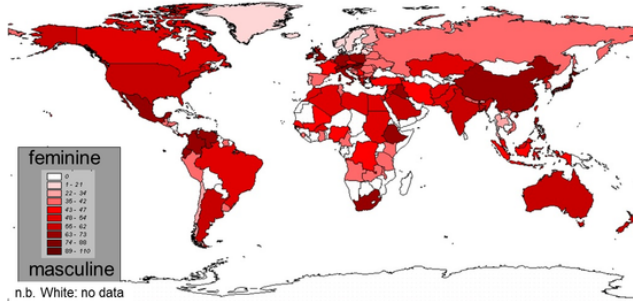 feminine
0
1 - 21
22 - 34
35 - 42
43 - 47
48 - 54
55 - 62
63 - 73
74 - 88
89 - 110
masculine
n.b. White: no data